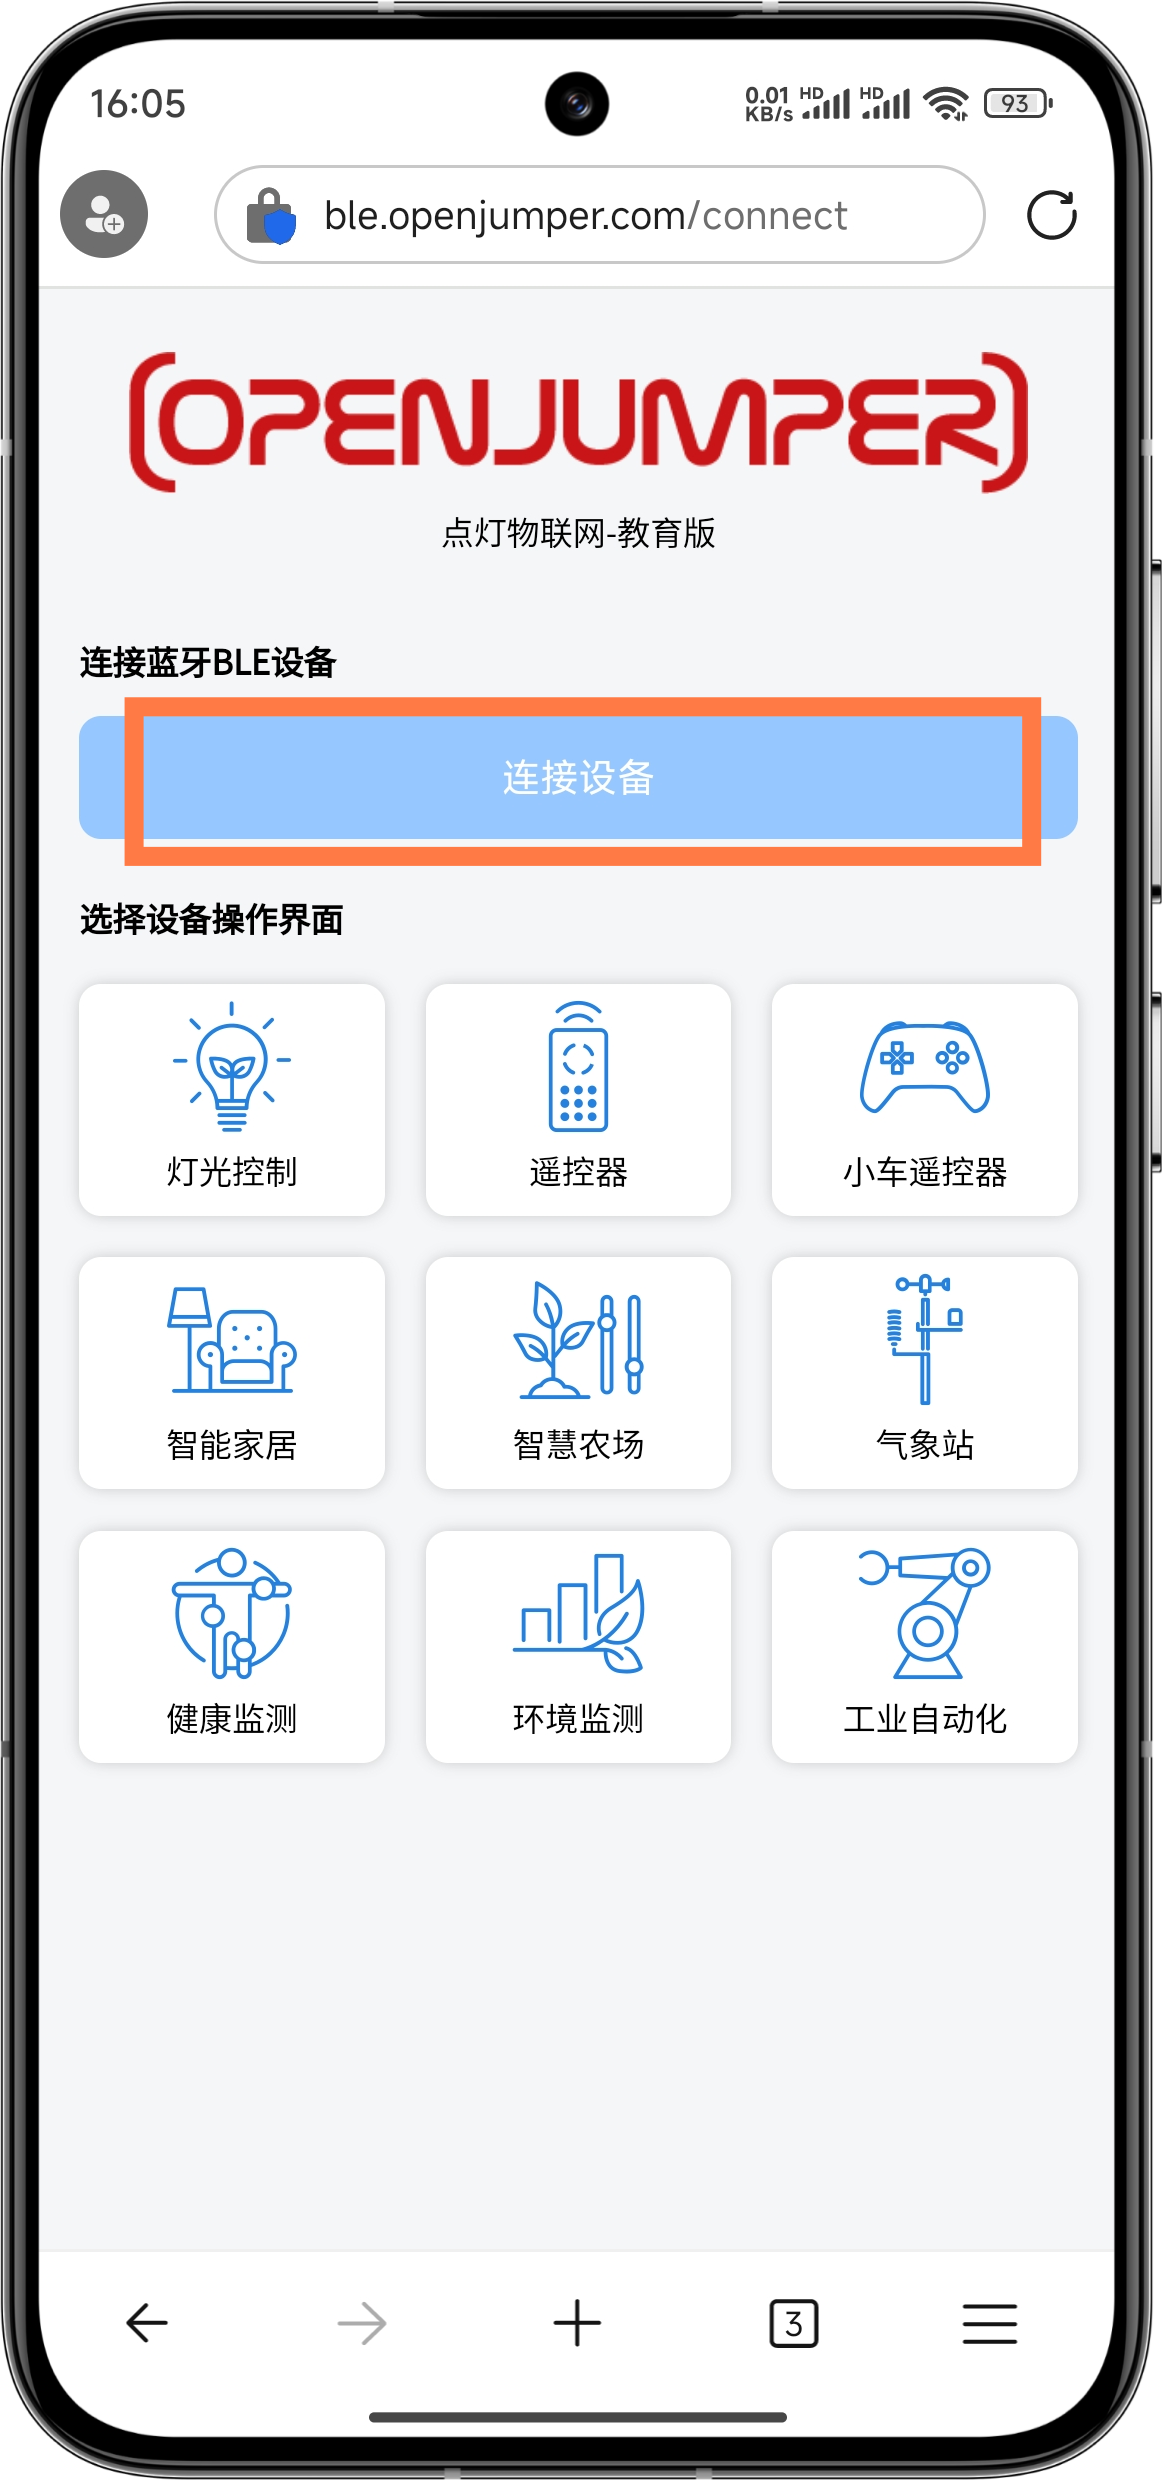 16:05
0.01 KB/s HD HD 93
ble.openjumper.com/connect
OPENJUMPER
点灯物联网-教育版
连接蓝牙BLE设备
连接设备
选择设备操作界面
灯光控制 遥控器 小车遥控器
智能家居 智慧农场 气象站
健康监测 环境监测 工业自动化
3